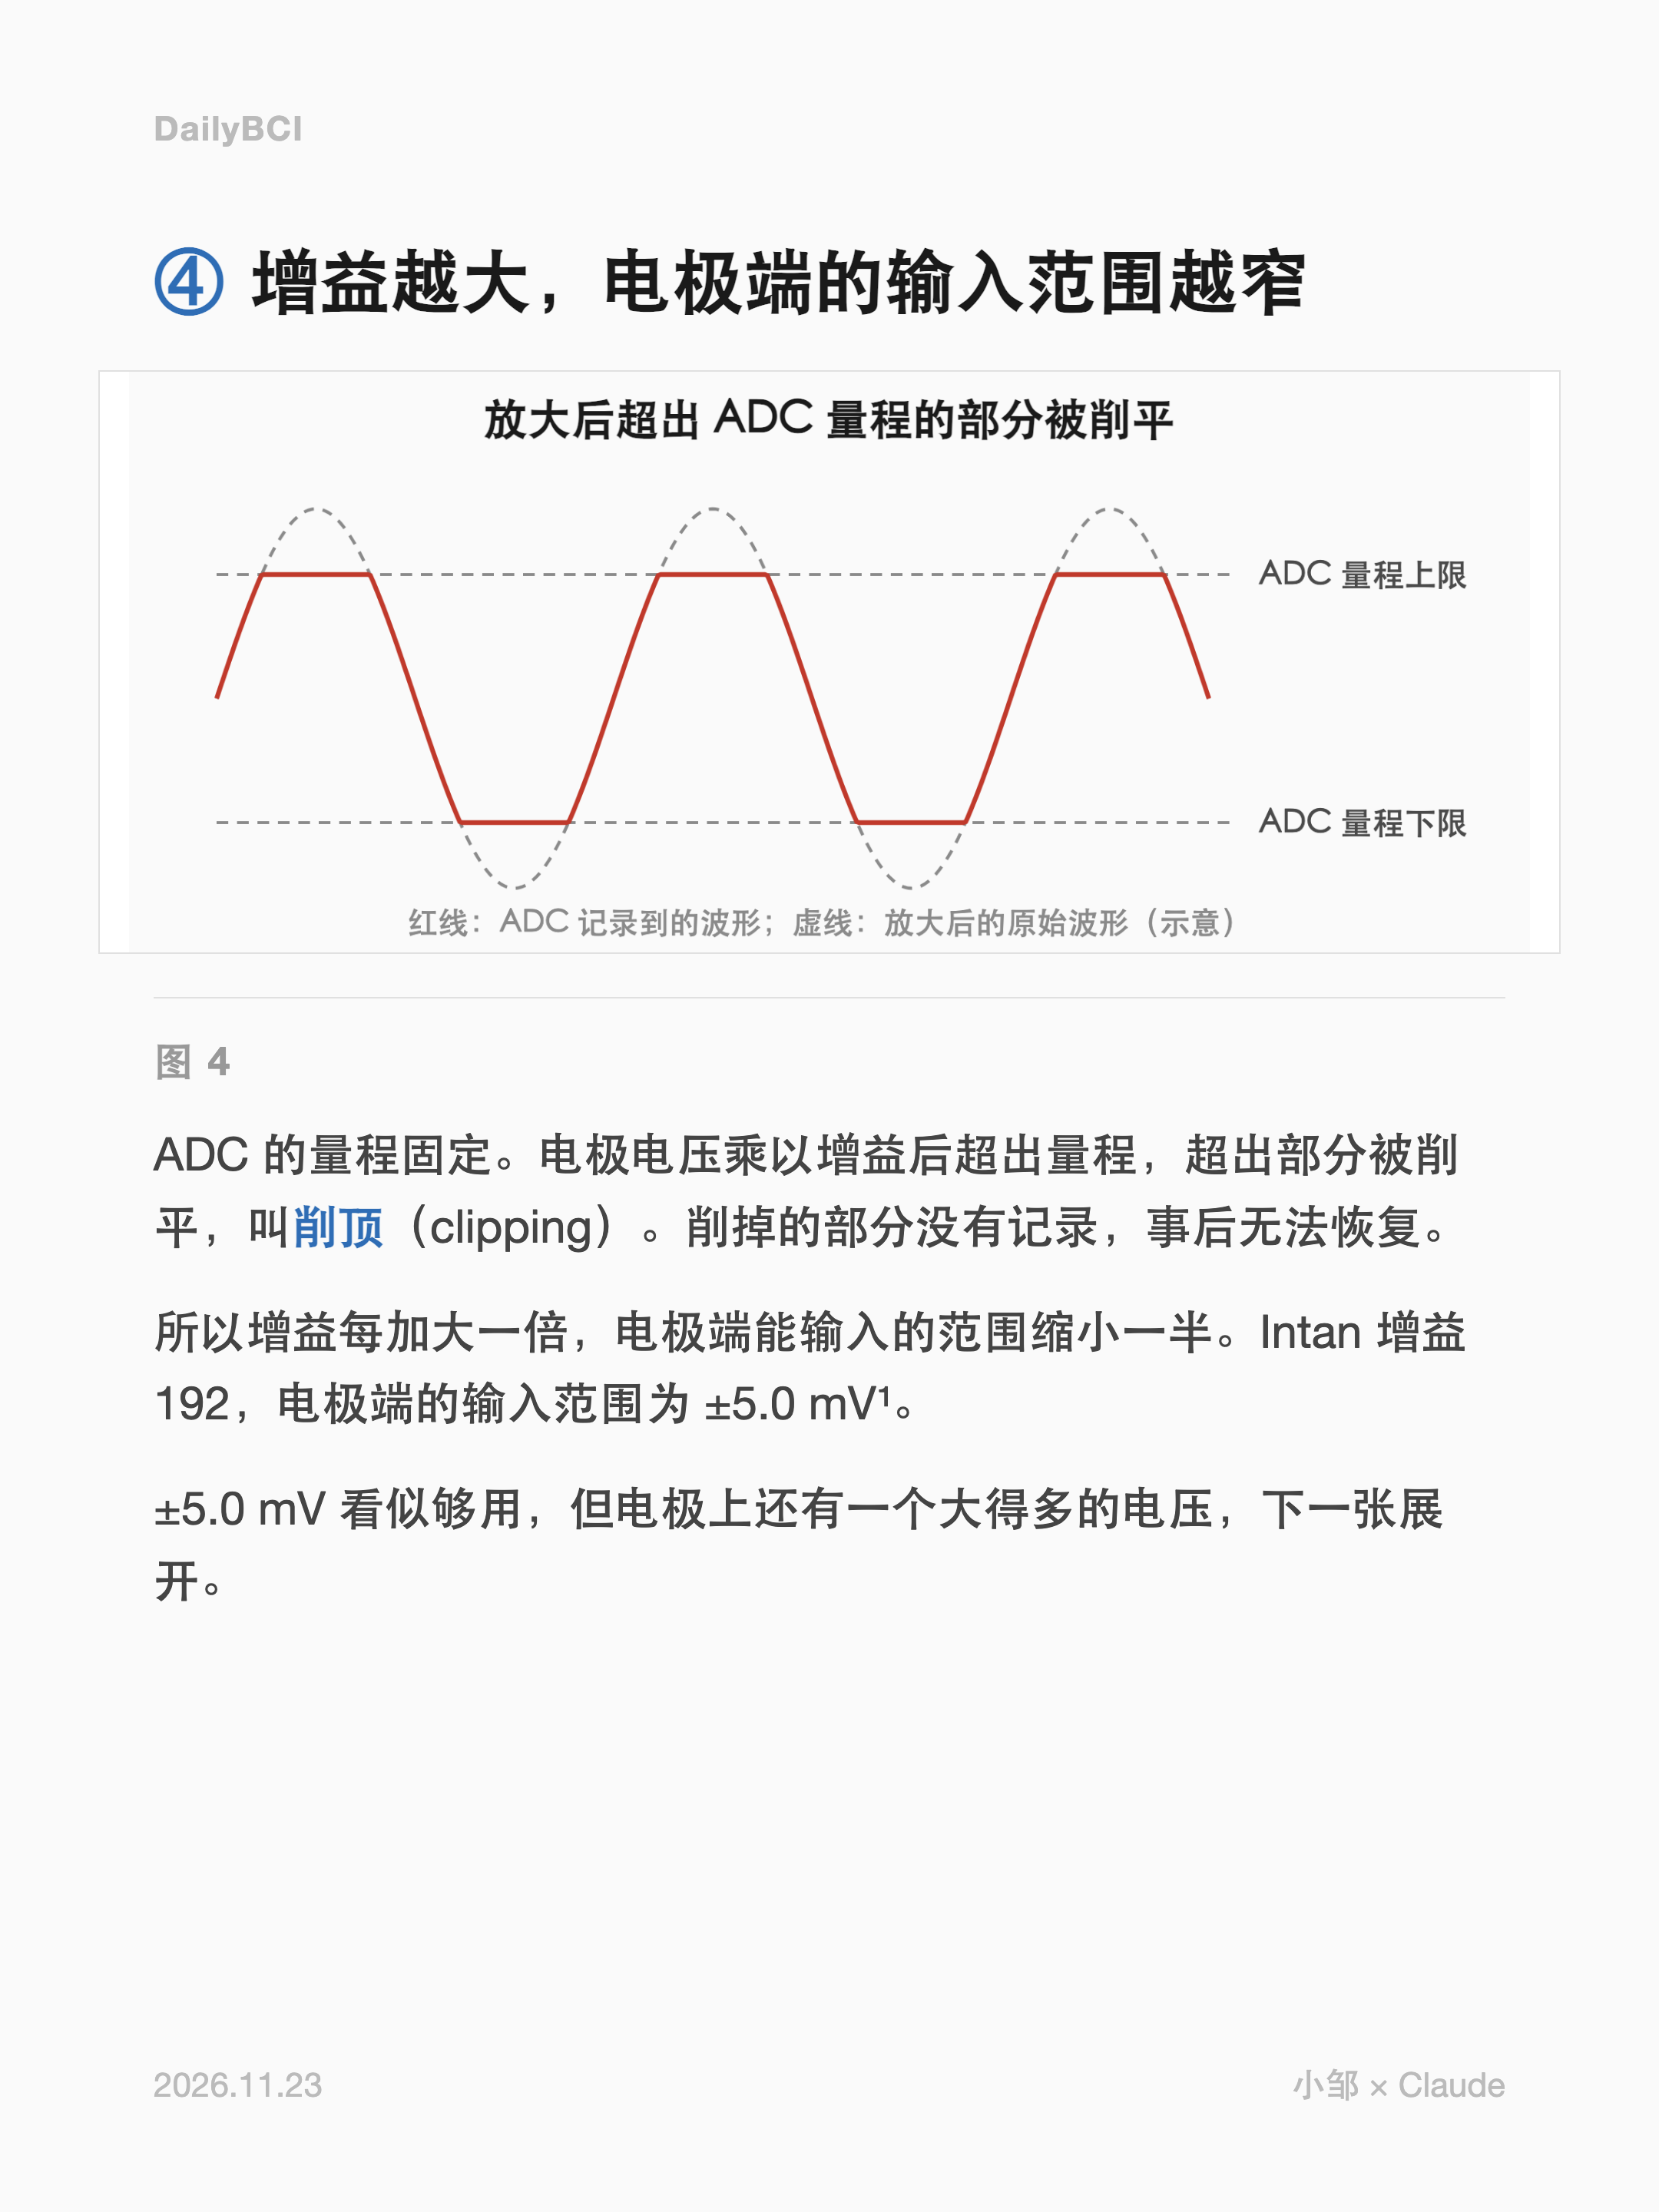 DailyBCI
④ 增益越大，电极端的输入范围越窄
放大后超出 ADC 量程的部分被削平
ADC 量程上限
ADC 量程下限
红线：ADC 记录到的波形；虚线：放大后的原始波形（示意）
图 4
ADC 的量程固定。电极电压乘以增益后超出量程，超出部分被削
平，叫削顶（clipping）。削掉的部分没有记录，事后无法恢复。
所以增益每加大一倍，电极端能输入的范围缩小一半。Intan 增益
192，电极端的输入范围为 ±5.0 mV¹。
±5.0 mV 看似够用，但电极上还有一个大得多的电压，下一张展
开。
2026.11.23
小邹 × Claude